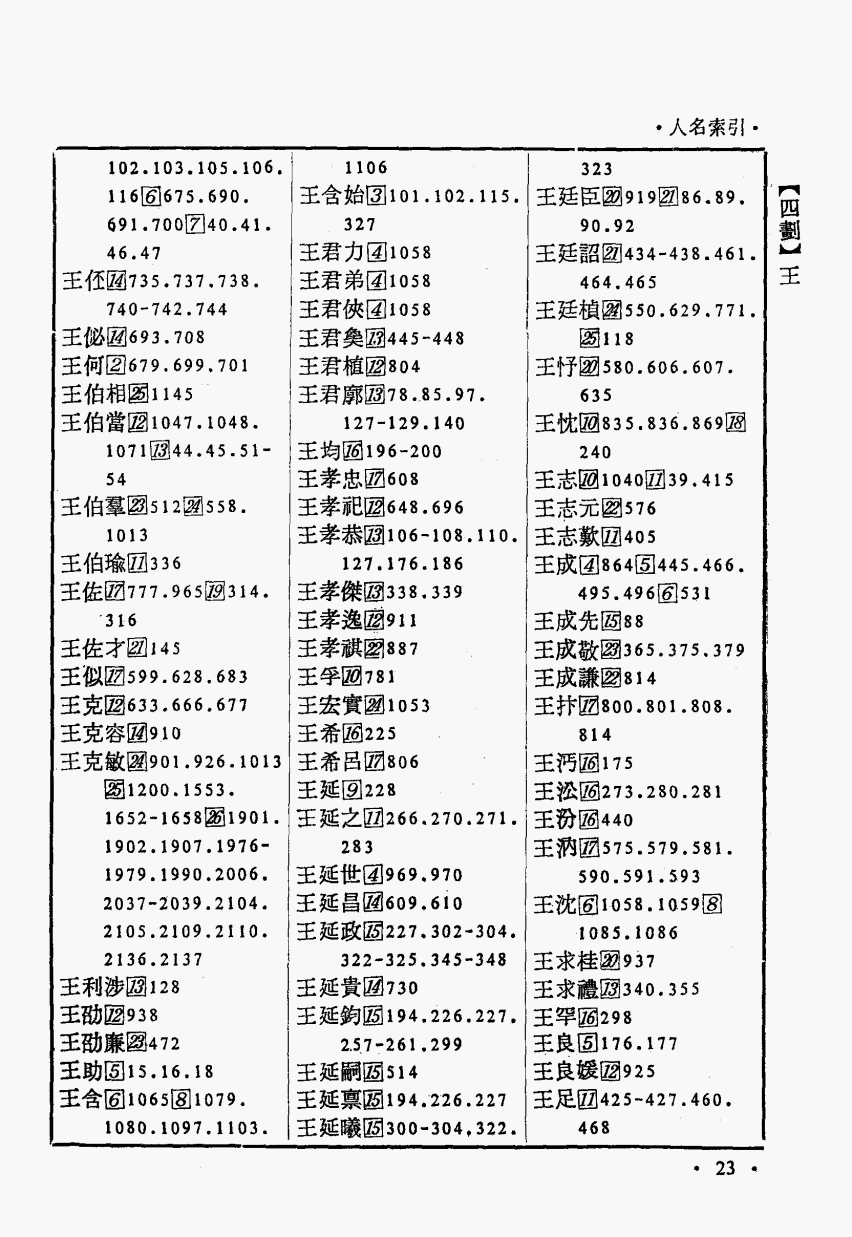 ·人名索引·
102.103.105.106.
116[6]675.690.
691.700[7]40.41.
46.47
王伾[14]735.737.738.
740-742.744
王佖[14]693.708
王何[2]679.699.701
王伯相[25]1145
王伯當[12]1047.1048.
1071[13]44.45.51-
54
王伯羣[23]512[24]558.
1013
王伯瑜[11]336
王佐[17]777.965[19]314.
316
王佐才[21]145
王似[17]599.628.683
王克[12]633.666.677
王克容[14]910
王克敏[24]901.926.1013
[25]1200.1553.
1652-1658[26]1901.
1902.1907.1976-
1979.1990.2006.
2037-2039.2104.
2105.2109.2110.
2136.2137
王利涉[13]128
王劭[12]938
王劭廉[23]472
王助[5]15.16.18
王含[6]1065[8]1079.
1080.1097.1103.
1106
王含始[3]101.102.115.
327
王君力[4]1058
王君弟[4]1058
王君俠[4]1058
王君㚟[13]445-448
王君植[12]804
王君廓[13]78.85.97.
127-129.140
王均[16]196-200
王孝忠[17]608
王孝祀[12]648.696
王孝恭[13]106-108.110.
127.176.186
王孝傑[13]338.339
王孝逸[12]911
王孝祺[22]887
王孚[10]781
王宏實[24]1053
王希[16]225
王希呂[17]806
王延[9]228
王延之[11]266.270.271.
283
王延世[4]969.970
王延昌[14]609.610
王延政[15]227.302-304.
322-325.345-348
王延貴[14]730
王延鈞[15]194.226.227.
257-261.299
王延嗣[15]514
王延禀[15]194.226.227
王延曦[15]300-304.322.
323
王廷臣[20]919[21]86.89.
90.92
王廷詔[21]434-438.461.
464.465
王廷楨[24]550.629.771.
[25]118
王忬[20]580.606.607.
635
王忱[10]835.836.869[18]
240
王志[10]1040[11]39.415
王志元[22]576
王志歎[11]405
王成[4]864[5]445.466.
495.496[6]531
王成先[15]88
王成敬[23]365.375.379
王成謙[22]814
王抃[17]800.801.808.
814
王沔[16]175
王淞[16]273.280.281
王汾[16]440
王汭[17]575.579.581.
590.591.593
王沈[6]1058.1059[8]
1085.1086
王求桂[20]937
王求禮[13]340.355
王罕[16]298
王良[5]176.177
王良媛[12]925
王足[11]425-427.460.
468
【四劃】王
·23·